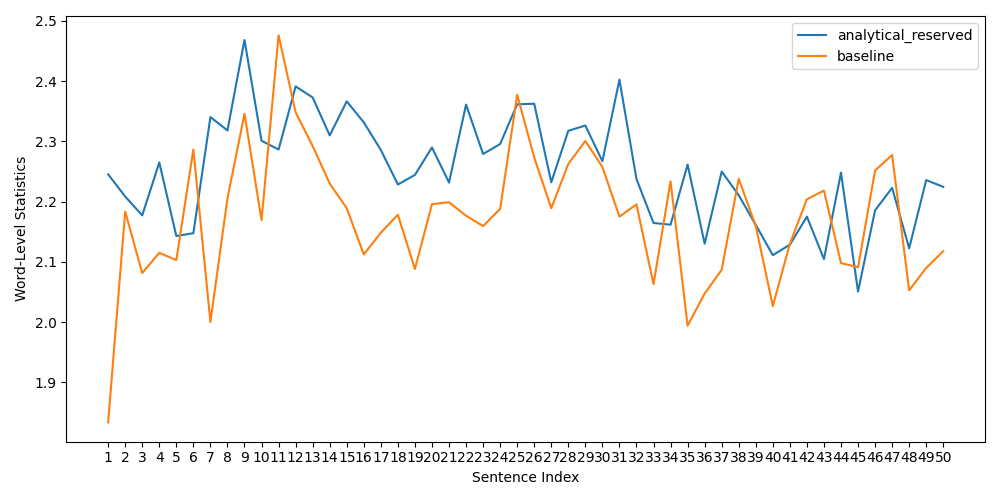 analytical_reserved
baseline
Word-Level Statistics
2.5
2.4
2.3
2.2
2.1
2.0
1.9
1 2 3 4 5 6 7 8 9 10 11 12 13 14 15 16 17 18 19 20 21 22 23 24 25 26 27 28 29 30 31 32 33 34 35 36 37 38 39 40 41 42 43 44 45 46 47 48 49 50
Sentence Index